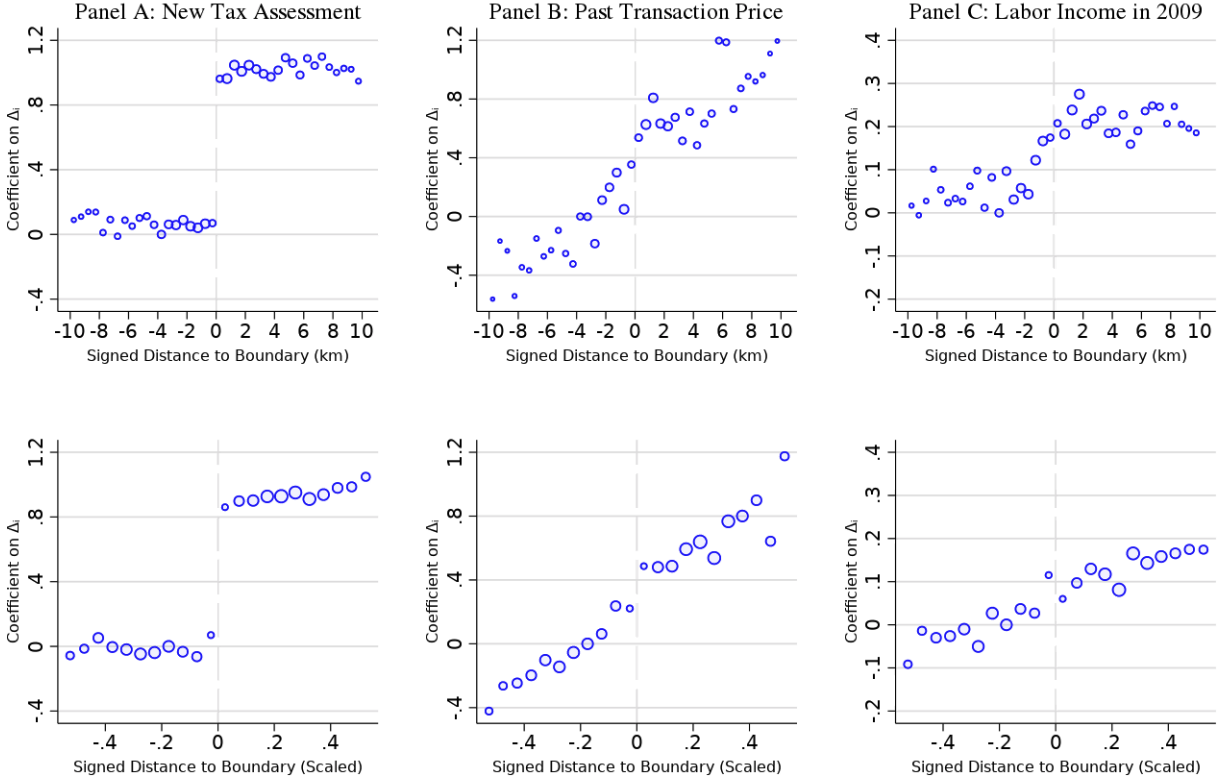 Panel A: New Tax Assessment
Coefficient on Δᵢ
1.2
.8
.4
0
-.4
-10 -8 -6 -4 -2 0 2 4 6 8 10
Signed Distance to Boundary (km)
Panel B: Past Transaction Price
Coefficient on Δᵢ
1.2
.8
.4
0
-.4
-10 -8 -6 -4 -2 0 2 4 6 8 10
Signed Distance to Boundary (km)
Panel C: Labor Income in 2009
Coefficient on Δᵢ
.4
.3
.2
.1
0
-.1
-.2
-10 -8 -6 -4 -2 0 2 4 6 8 10
Signed Distance to Boundary (km)
Coefficient on Δᵢ
1.2
.8
.4
0
-.4
-.4 -.2 0 .2 .4
Signed Distance to Boundary (Scaled)
Coefficient on Δᵢ
1.2
.8
.4
0
-.4
-.4 -.2 0 .2 .4
Signed Distance to Boundary (Scaled)
Coefficient on Δᵢ
.4
.3
.2
.1
0
-.1
-.2
-.4 -.2 0 .2 .4
Signed Distance to Boundary (Scaled)